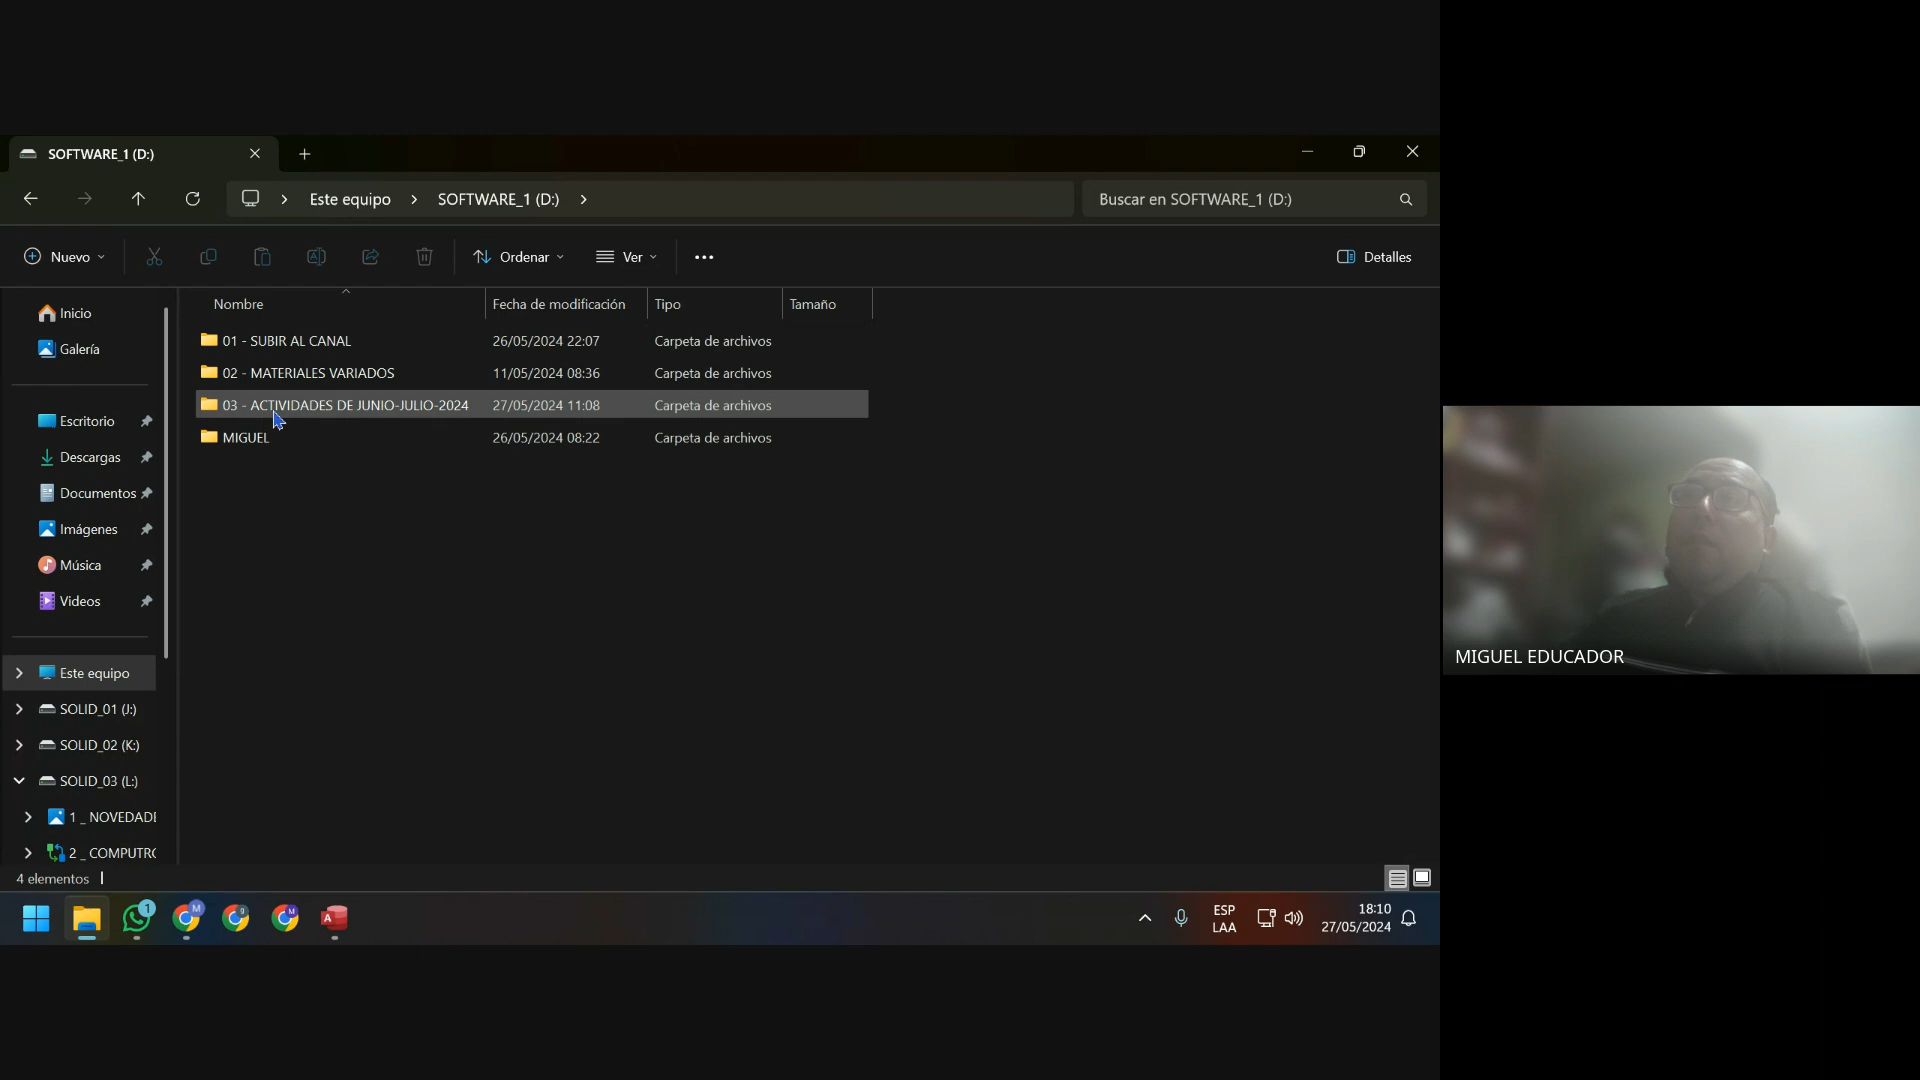 SOFTWARE_1 (D:)
Este equipo
SOFTWARE_1 (D:)
Buscar en SOFTWARE_1 (D:)
Nuevo
Ordenar
Ver
Detalles
Nombre
Fecha de modificación
Tipo
Tamaño
Inicio
Galería
Escritorio
Descargas
Documentos
Imágenes
Música
Videos
Este equipo
SOLID_01 (J:)
SOLID_02 (K:)
SOLID_03 (L:)
1 _ NOVEDADE
2 _ COMPUTRO
01 - SUBIR AL CANAL 26/05/2024 22:07 Carpeta de archivos
02 - MATERIALES VARIADOS 11/05/2024 08:36 Carpeta de archivos
03 - ACTIVIDADES DE JUNIO-JULIO-2024 27/05/2024 11:08 Carpeta de archivos
MIGUEL 26/05/2024 08:22 Carpeta de archivos
4 elementos
1
M
g
M
A
ESP
LAA
18:10
27/05/2024
MIGUEL EDUCADOR